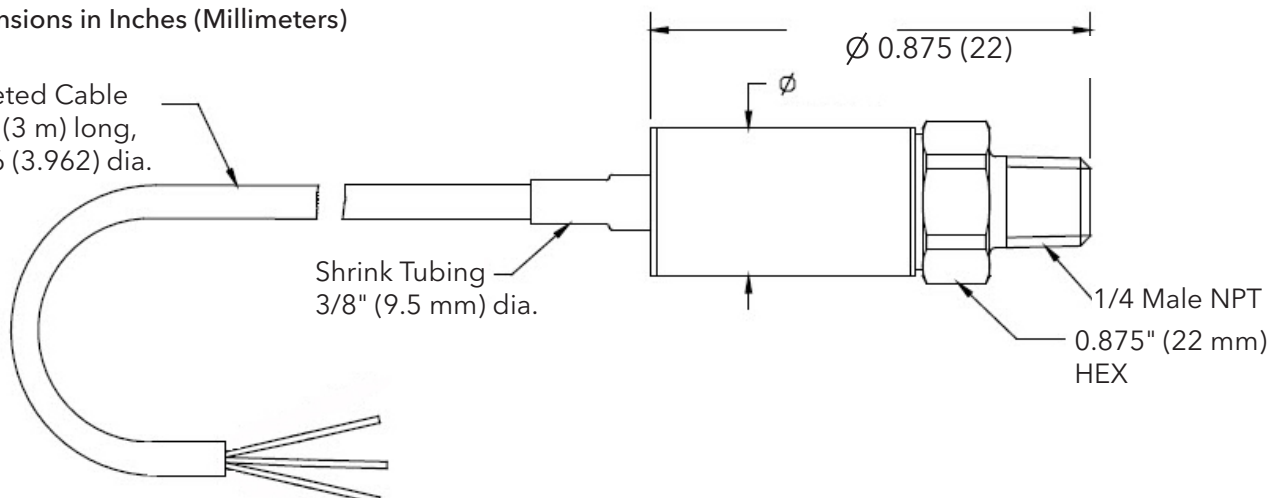 nsions in Inches (Millimeters)
Ø 0.875 (22)
Ø
eted Cable
(3 m) long,
6 (3.962) dia.
Shrink Tubing
3/8" (9.5 mm) dia.
1/4 Male NPT
0.875" (22 mm)
HEX